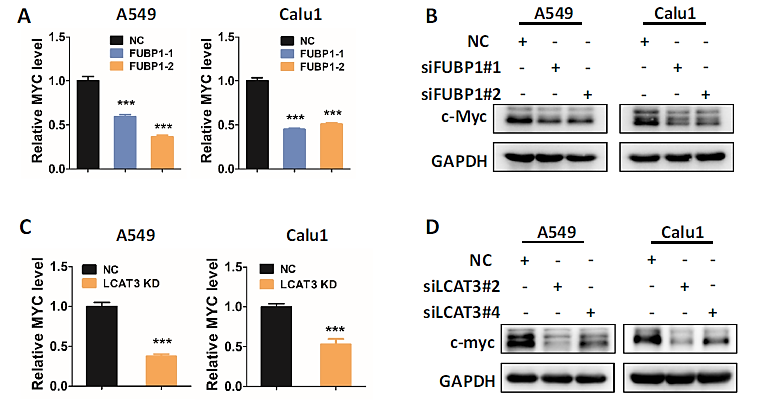 A
A549
Calu1
Relative MYC level
1.5
1.0
0.5
0.0
NC
FUBP1-1
FUBP1-2
***
***
Relative MYC level
1.5
1.0
0.5
0.0
NC
FUBP1-1
FUBP1-2
***
***
B
A549
Calu1
NC + - - + - -
siFUBP1#1 - + - - + -
siFUBP1#2 - - + - - +
c-Myc
GAPDH
C
A549
Calu1
Relative MYC level
1.5
1.0
0.5
0.0
NC
LCAT3 KD
***
Relative MYC level
1.5
1.0
0.5
0.0
NC
LCAT3 KD
***
D
A549
Calu1
NC + - - + - -
siLCAT3#2 - + - - + -
siLCAT3#4 - - + - - +
c-myc
GAPDH